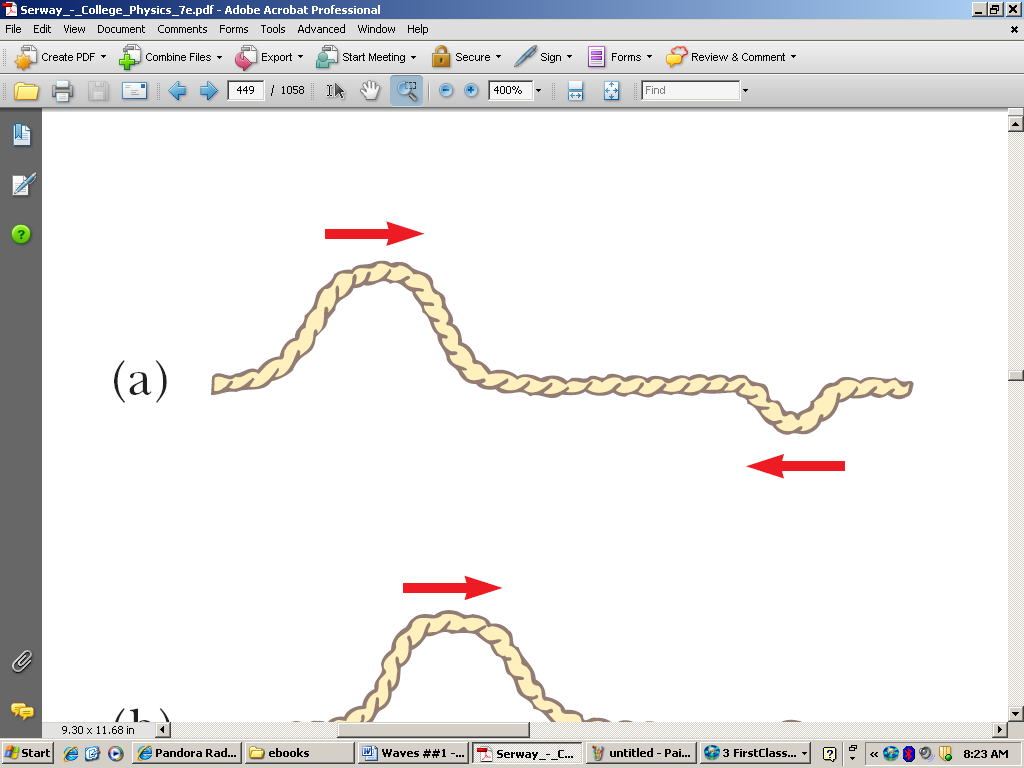 Serway_-_College_Physics_7e.pdf - Adobe Acrobat Professional
File Edit View Document Comments Forms Tools Advanced Window Help
Create PDF Combine Files Export Start Meeting Secure Sign Forms Review & Comment
449 / 1058 400% Find
(a)
(b)
9.30 x 11.68 in
Start Pandora Rad... ebooks Waves ##1 -... Serway_-_C... untitled - Pai... 3 FirstClass... 8:23 AM